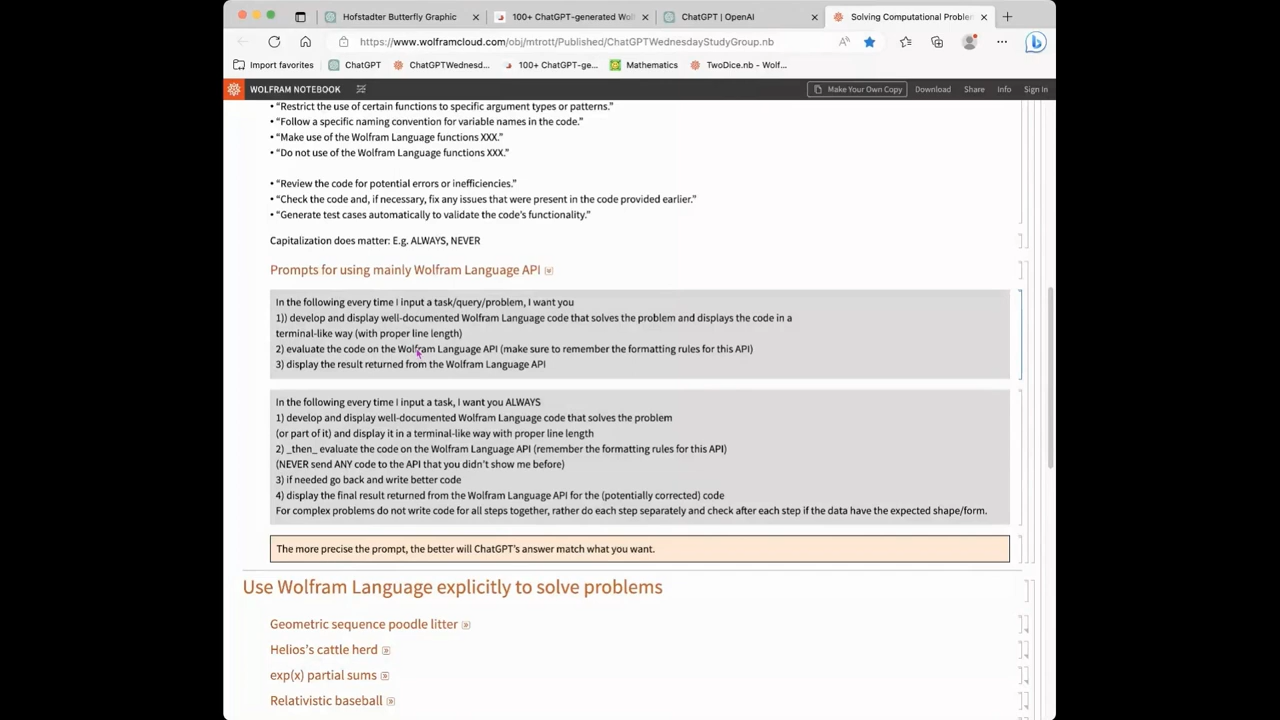 Hofstadter Butterfly Graphic
100+ ChatGPT-generated Wol
ChatGPT | OpenAI
Solving Computational Proble
https://www.wolframcloud.com/obj/mtrott/Published/ChatGPTWednesdayStudyGroup.nb
Import favorites
ChatGPT
ChatGPTWednesd...
100+ ChatGPT-ge...
Mathematics
TwoDice.nb - Wolf...
WOLFRAM NOTEBOOK
Make Your Own Copy
Download
Share
Info
Sign In
• “Restrict the use of certain functions to specific argument types or patterns.”
• “Follow a specific naming convention for variable names in the code.”
• “Make use of the Wolfram Language functions XXX.”
• “Do not use of the Wolfram Language functions XXX.”
• “Review the code for potential errors or inefficiencies.”
• “Check the code and, if necessary, fix any issues that were present in the code provided earlier.”
• “Generate test cases automatically to validate the code’s functionality.”
Capitalization does matter: E.g. ALWAYS, NEVER
Prompts for using mainly Wolfram Language API
In the following every time I input a task/query/problem, I want you
1)) develop and display well-documented Wolfram Language code that solves the problem and displays the code in a
terminal-like way (with proper line length)
2) evaluate the code on the Wolfram Language API (make sure to remember the formatting rules for this API)
3) display the result returned from the Wolfram Language API
In the following every time I input a task, I want you ALWAYS
1) develop and display well-documented Wolfram Language code that solves the problem
(or part of it) and display it in a terminal-like way with proper line length
2) _then_ evaluate the code on the Wolfram Language API (remember the formatting rules for this API)
(NEVER send ANY code to the API that you didn’t show me before)
3) if needed go back and write better code
4) display the final result returned from the Wolfram Language API for the (potentially corrected) code
For complex problems do not write code for all steps together, rather do each step separately and check after each step if the data have the expected shape/form.
The more precise the prompt, the better will ChatGPT’s answer match what you want.
Use Wolfram Language explicitly to solve problems
Geometric sequence poodle litter
Helios’s cattle herd
exp(x) partial sums
Relativistic baseball